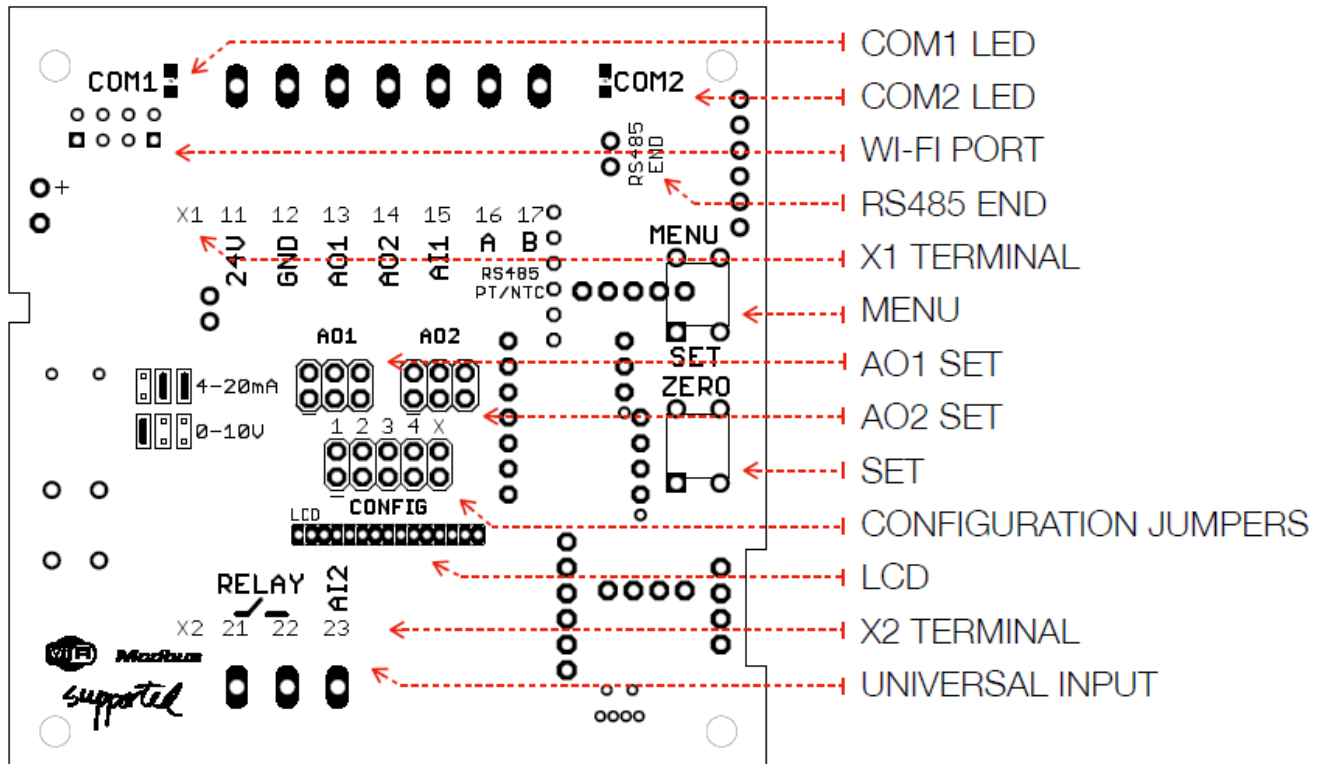 COM1
COM2
RS485
END
+
X1 11 12 13 14 15 16 17
24V
GND
AO1
AO2
AI1
A
B
RS485
PT/NTC
MENU
SET
ZERO
AO1
AO2
4-20mA
0-10V
1 2 3 4 X
CONFIG
LCD
RELAY
AI2
X2 21 22 23
WiFi
Modbus
supported
COM1 LED
COM2 LED
WI-FI PORT
RS485 END
X1 TERMINAL
MENU
AO1 SET
AO2 SET
SET
CONFIGURATION JUMPERS
LCD
X2 TERMINAL
UNIVERSAL INPUT